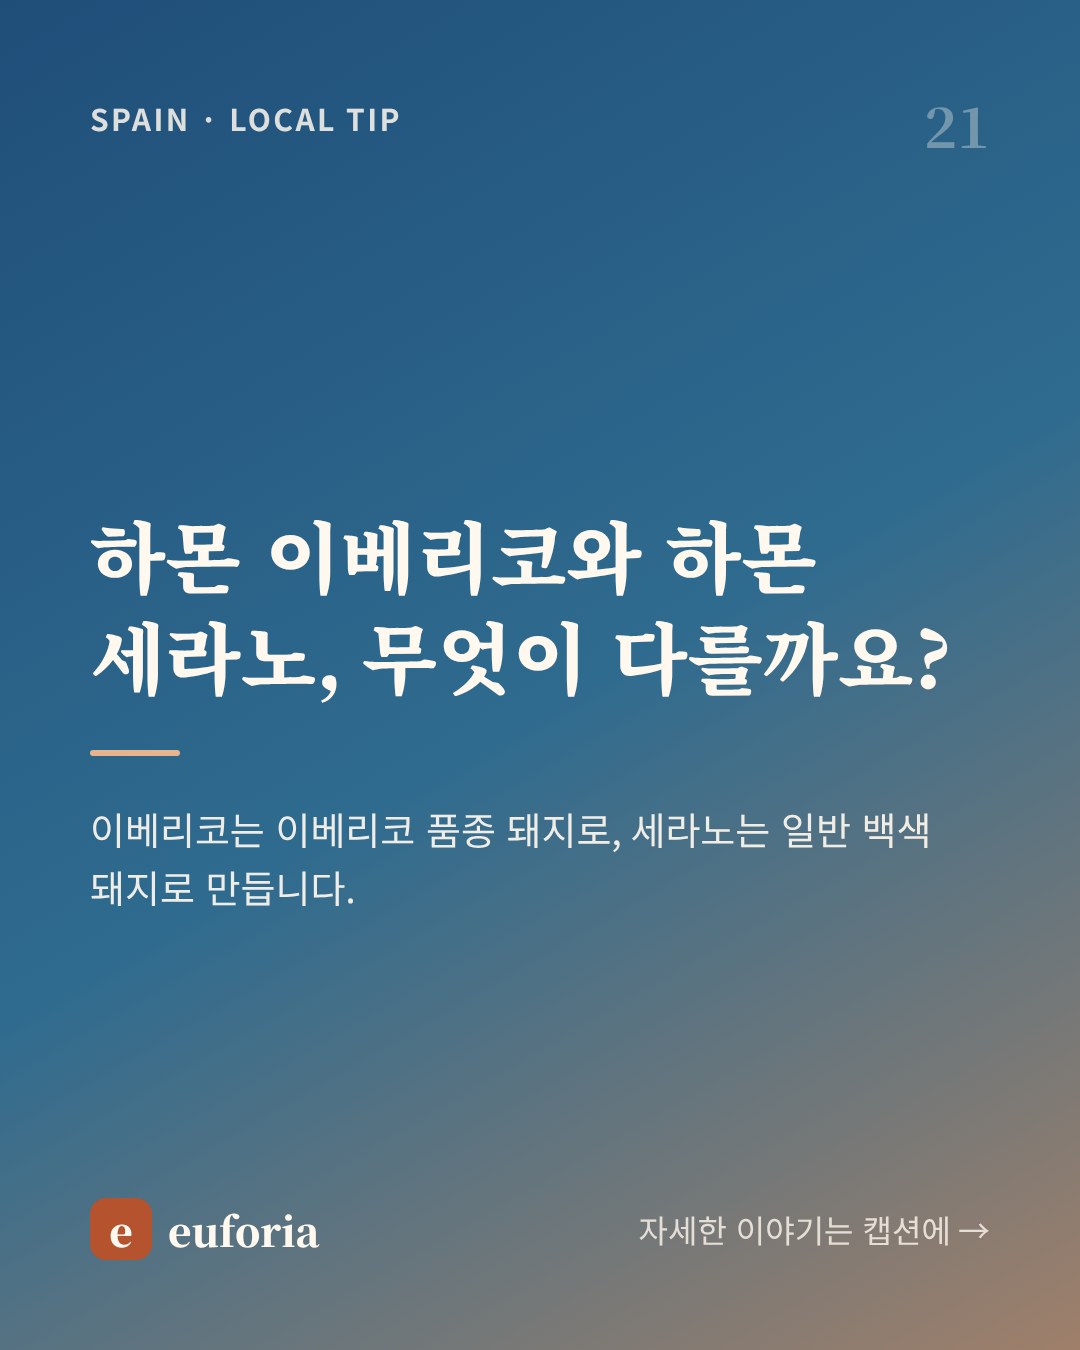 SPAIN · LOCAL TIP
21
하몬 이베리코와 하몬
세라노, 무엇이 다를까요?
이베리코는 이베리코 품종 돼지로, 세라노는 일반 백색
돼지로 만듭니다.
e euforia
자세한 이야기는 캡션에 →